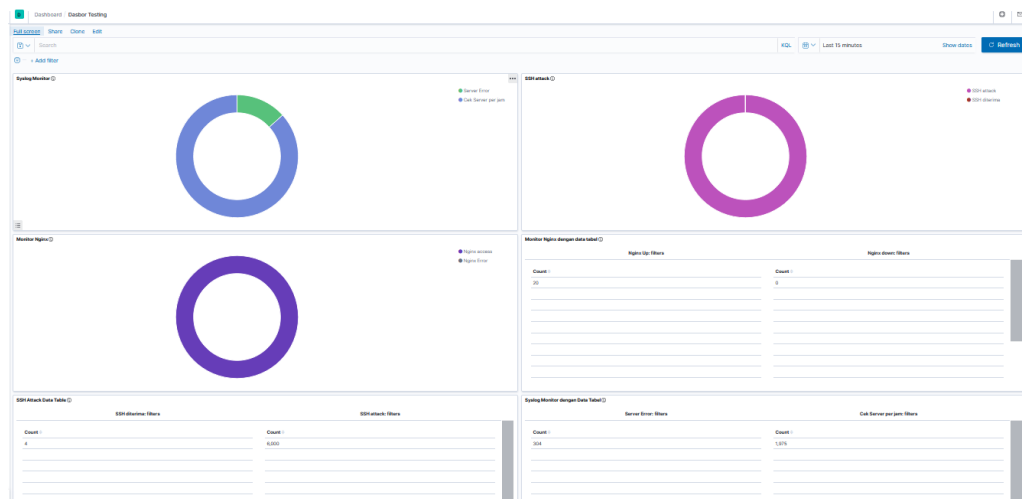 Dashboard Dasbor Testing
Full screen Share Clone Edit
Search KQL Last 15 minutes Show dates Refresh
+ Add filter
Syslog Monitor
Server Error
Cek Server per jam
SSH attack
SSH attack
SSH diterima
Monitor Nginx
Nginx access
Nginx Error
Monitor Nginx dengan data tabel
Nginx Up: filters Nginx down: filters
Count Count
20 0
SSH Attack Data Table
SSH diterima: filters SSH attack: filters
Count Count
4
Syslog Monitor dengan Data Tabel
Server Error: filters Cek Server per jam: filters
Count Count
304